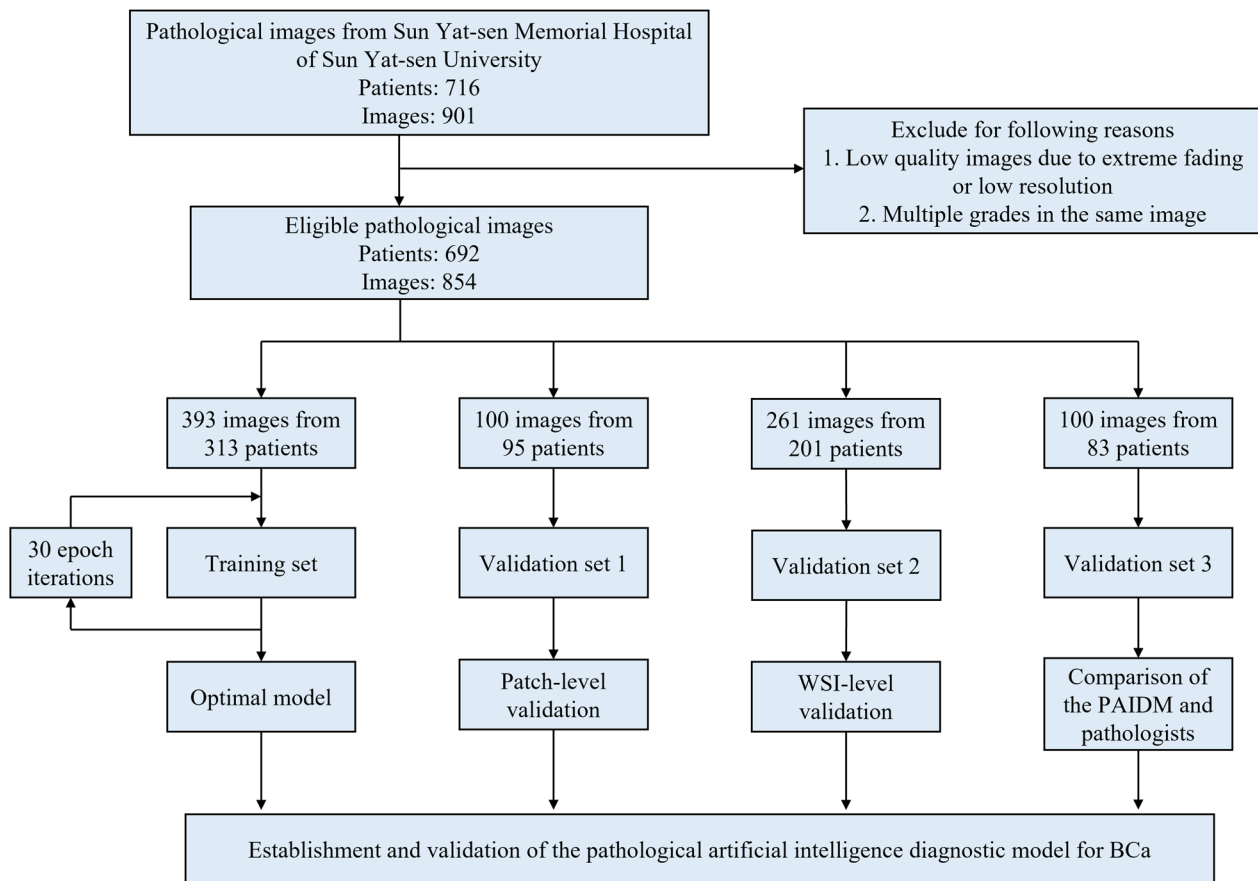 Pathological images from Sun Yat-sen Memorial Hospital
of Sun Yat-sen University
Patients: 716
Images: 901
Exclude for following reasons
1. Low quality images due to extreme fading
or low resolution
2. Multiple grades in the same image
Eligible pathological images
Patients: 692
Images: 854
393 images from
313 patients
100 images from
95 patients
261 images from
201 patients
100 images from
83 patients
30 epoch
iterations
Training set
Validation set 1
Validation set 2
Validation set 3
Optimal model
Patch-level
validation
WSI-level
validation
Comparison of
the PAIDM and
pathologists
Establishment and validation of the pathological artificial intelligence diagnostic model for BCa